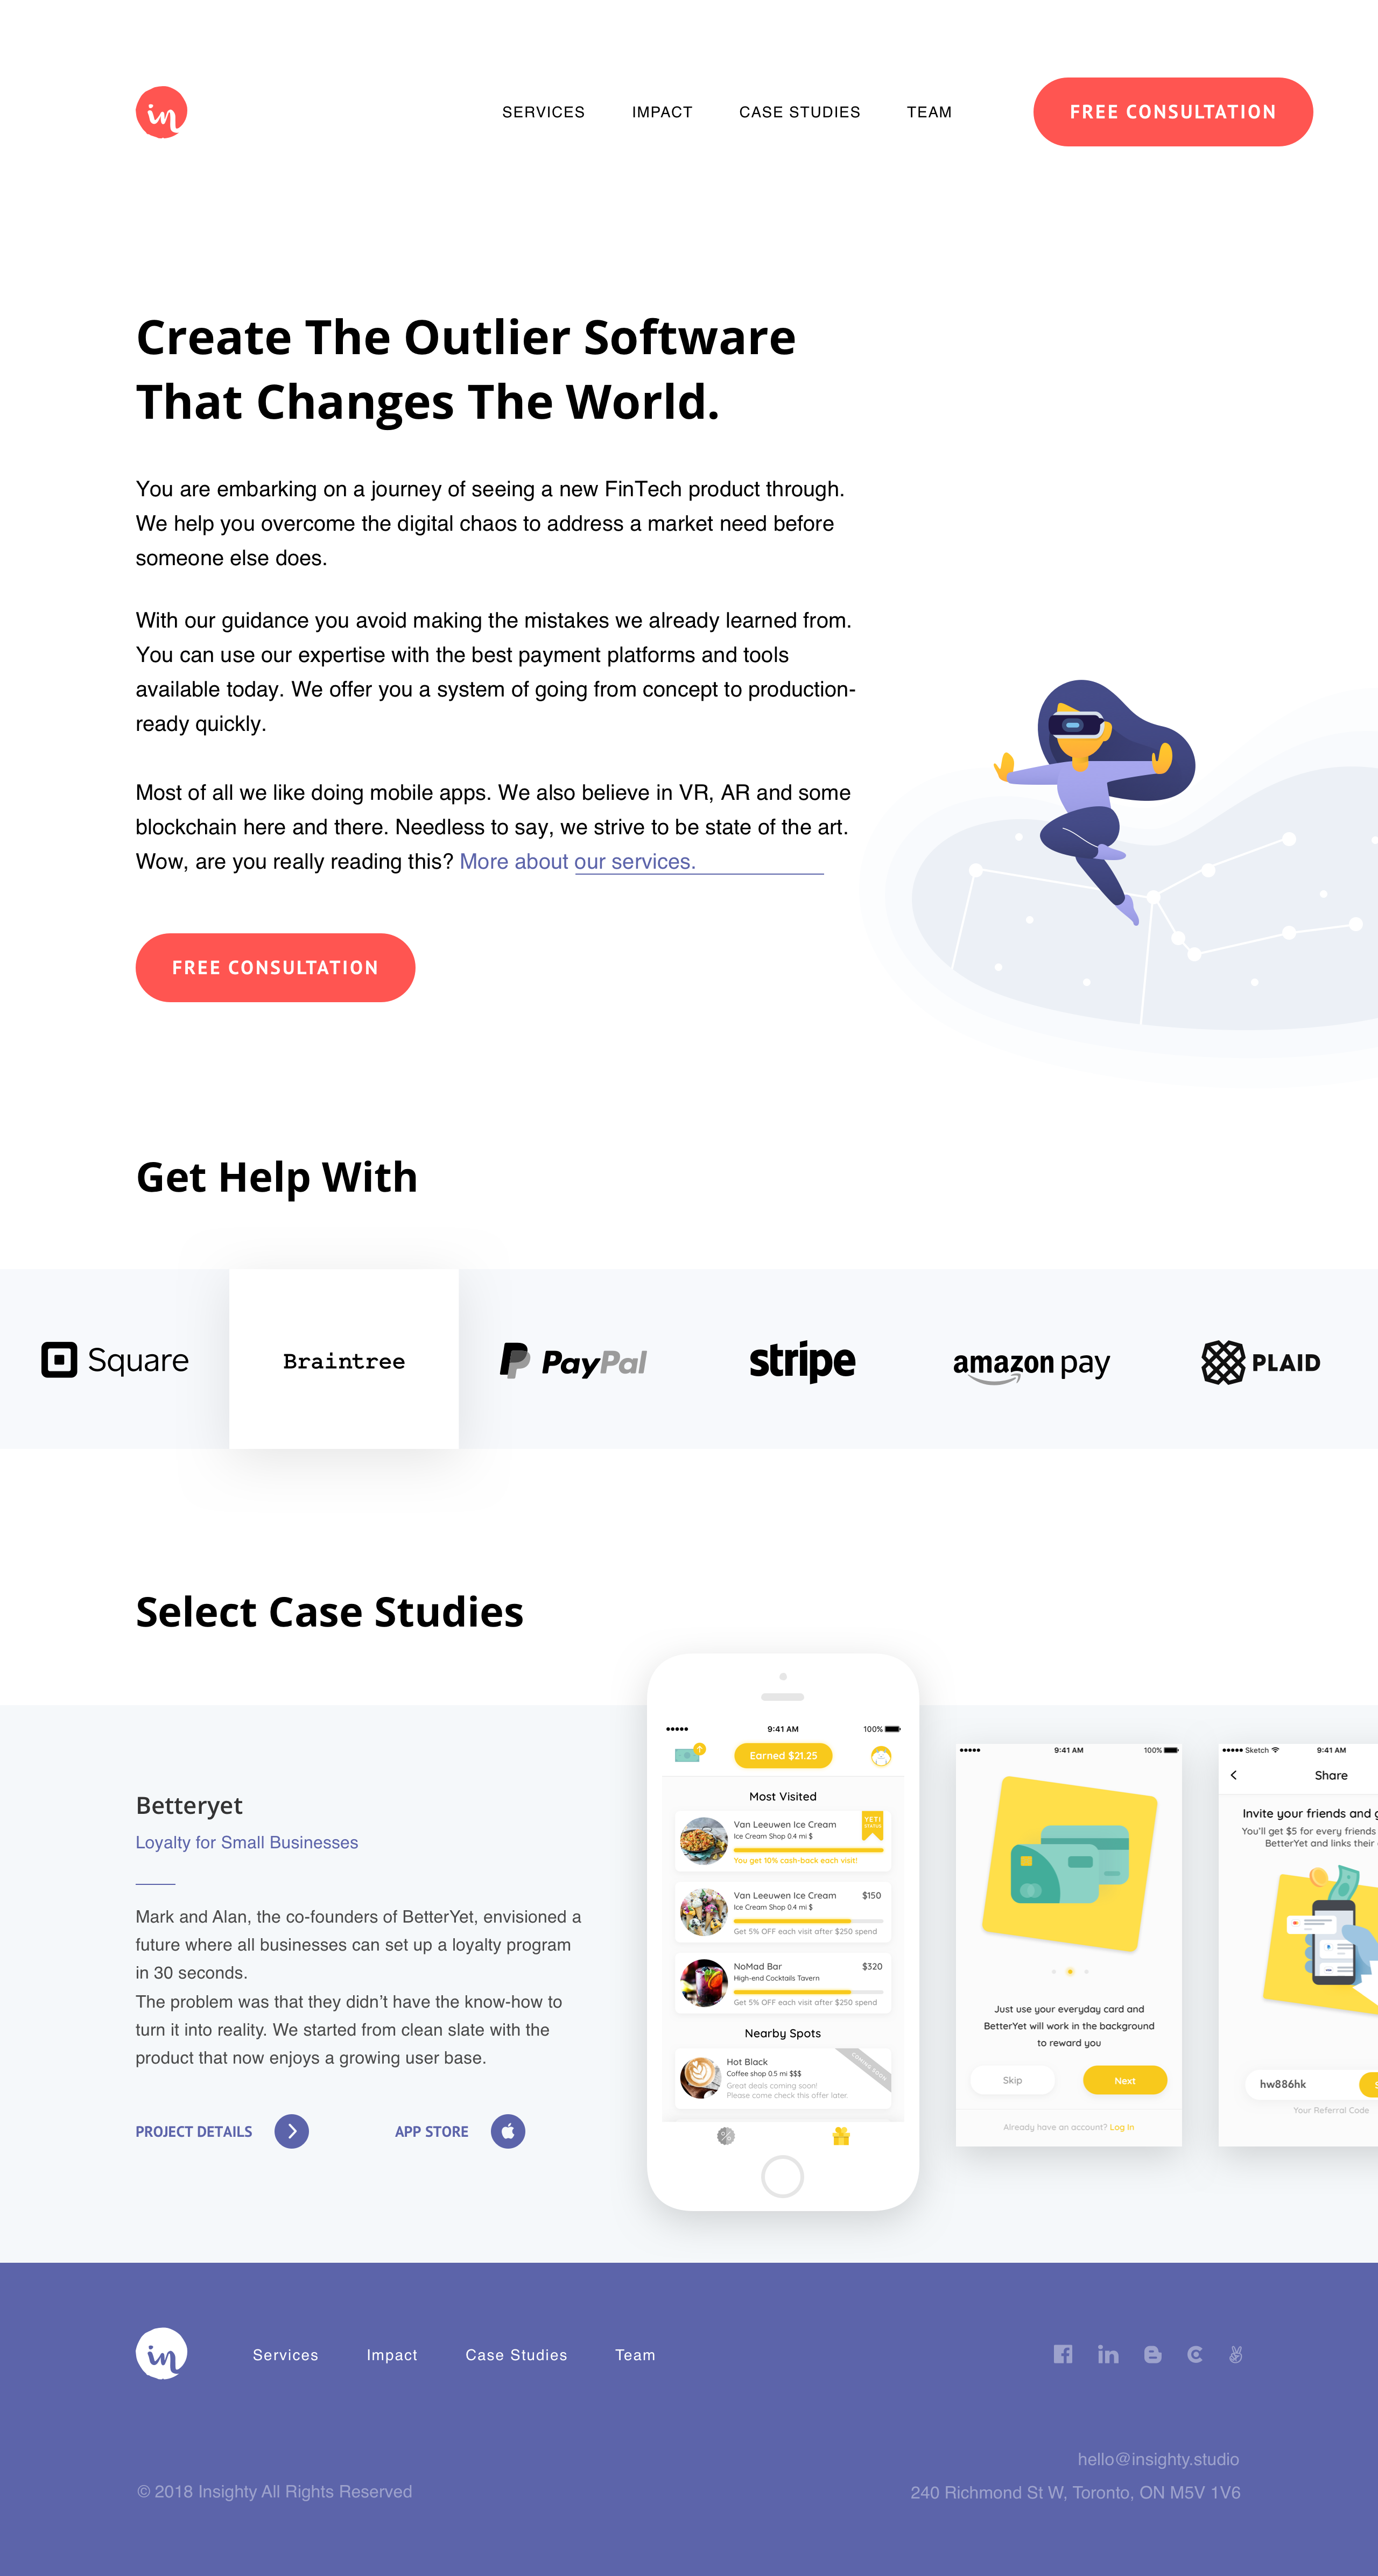 in
SERVICES
IMPACT
CASE STUDIES
TEAM
FREE CONSULTATION
Create The Outlier Software
That Changes The World.
You are embarking on a journey of seeing a new FinTech product through.
We help you overcome the digital chaos to address a market need before
someone else does.
With our guidance you avoid making the mistakes we already learned from.
You can use our expertise with the best payment platforms and tools
available today. We offer you a system of going from concept to production-
ready quickly.
Most of all we like doing mobile apps. We also believe in VR, AR and some
blockchain here and there. Needless to say, we strive to be state of the art.
Wow, are you really reading this? More about our services.
FREE CONSULTATION
Get Help With
Square
Braintree
PayPal
stripe
amazon pay
PLAID
Select Case Studies
Betteryet
Loyalty for Small Businesses
Mark and Alan, the co-founders of BetterYet, envisioned a
future where all businesses can set up a loyalty program
in 30 seconds.
The problem was that they didn’t have the know-how to
turn it into reality. We started from clean slate with the
product that now enjoys a growing user base.
PROJECT DETAILS
APP STORE
9:41 AM
100%
Earned $21.25
Most Visited
Van Leeuwen Ice Cream
YETI
STATUS
Ice Cream Shop 0.4 mi $
You get 10% cash-back each visit!
Van Leeuwen Ice Cream
$150
Ice Cream Shop 0.4 mi $
Get 5% OFF each visit after $250 spend
NoMad Bar
$320
High-end Cocktails Tavern
Get 5% OFF each visit after $250 spend
Nearby Spots
Hot Black
COMING SOON
Coffee shop 0.5 mi $$$
Great deals coming soon!
Please come check this offer later.
9:41 AM
100%
Just use your everyday card and
BetterYet will work in the background
to reward you
Skip
Next
Already have an account? Log In
Sketch
9:41 AM
Share
Invite your friends and g
You’ll get $5 for every friends
BetterYet and links their
hw886hk
S
Your Referral Code
in
Services
Impact
Case Studies
Team
hello@insighty.studio
© 2018 Insighty All Rights Reserved
240 Richmond St W, Toronto, ON M5V 1V6